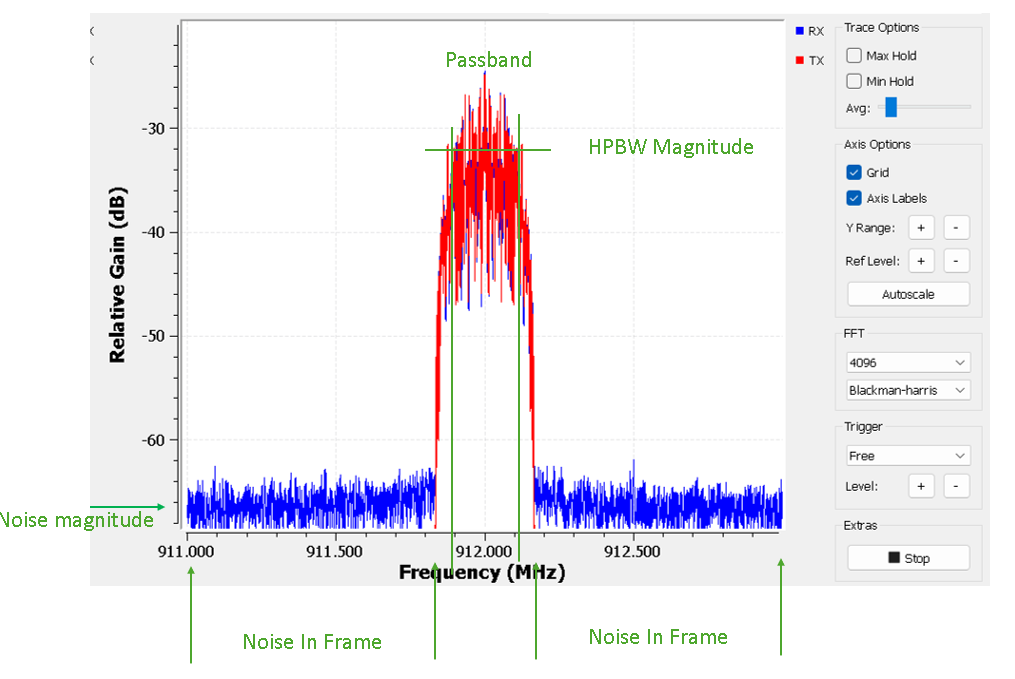 RX
TX
Passband
HPBW Magnitude
Relative Gain (dB)
-30
-40
-50
-60
Noise magnitude
911.000
911.500
912.000
912.500
Frequency (MHz)
Noise In Frame
Noise In Frame
Trace Options
Max Hold
Min Hold
Avg:
Axis Options
Grid
Axis Labels
Y Range: + -
Ref Level: + -
Autoscale
FFT
4096
Blackman-harris
Trigger
Free
Level: + -
Extras
Stop